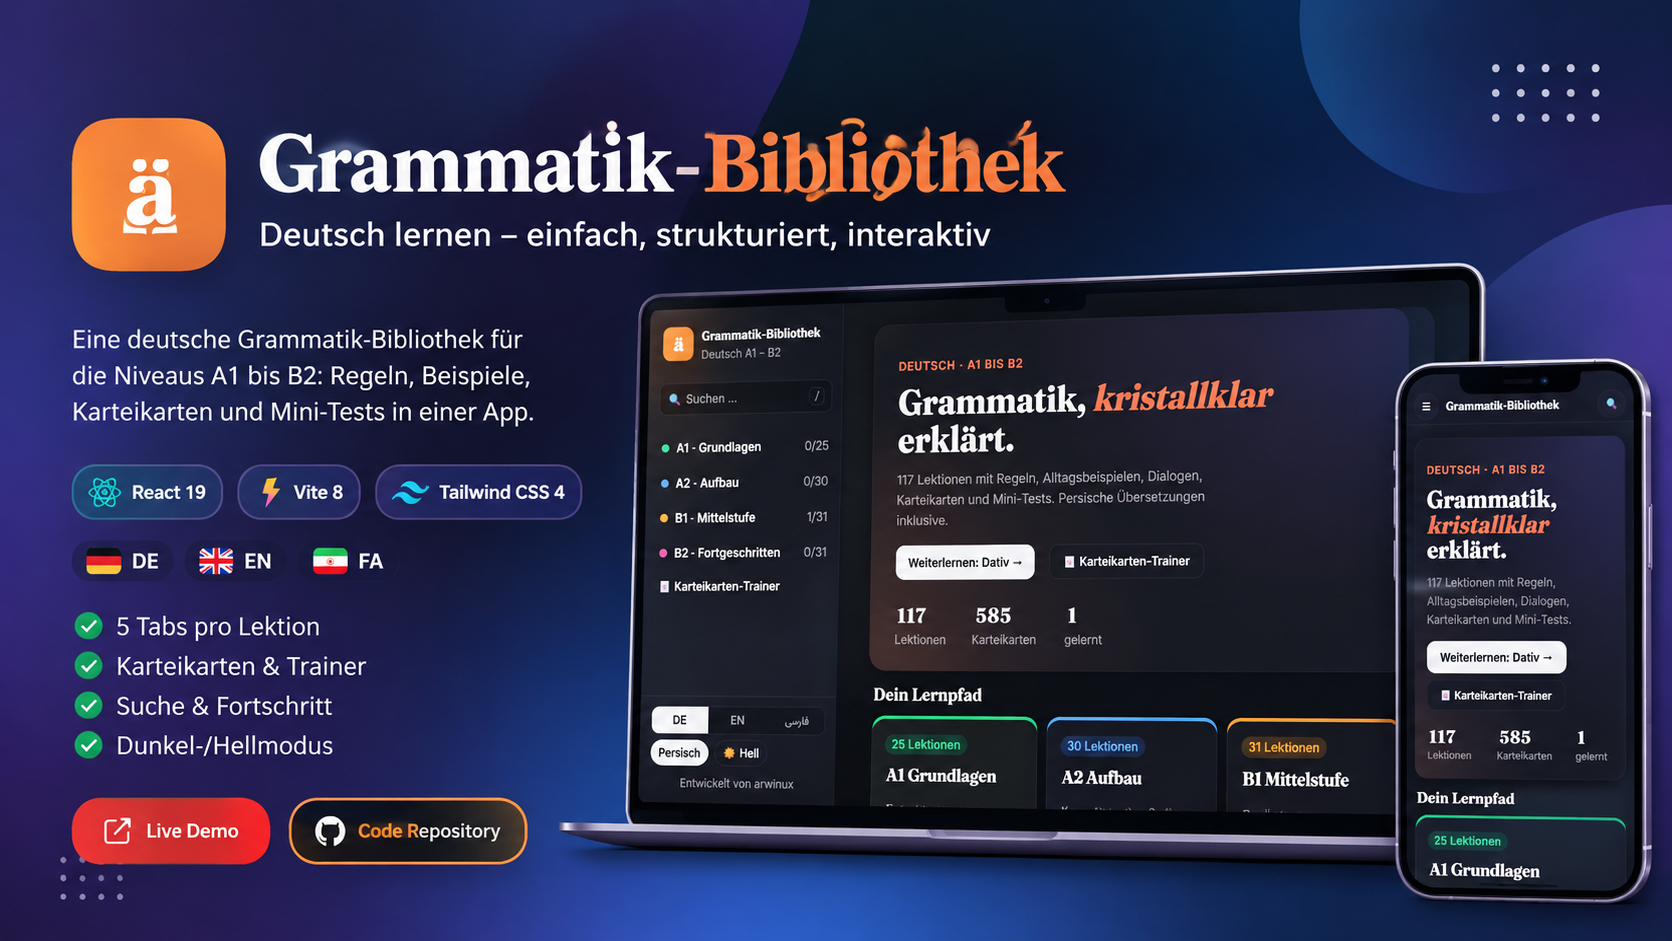 ä
Grammatik-Bibliothek
Deutsch lernen – einfach, strukturiert, interaktiv
Eine deutsche Grammatik-Bibliothek für
die Niveaus A1 bis B2: Regeln, Beispiele,
Karteikarten und Mini-Tests in einer App.
React 19
Vite 8
Tailwind CSS 4
DE
EN
FA
5 Tabs pro Lektion
Karteikarten & Trainer
Suche & Fortschritt
Dunkel-/Hellmodus
Live Demo
Code Repository
ä
Grammatik-Bibliothek
Deutsch A1 – B2
Suchen ...
/
A1 - Grundlagen 0/25
A2 - Aufbau 0/30
B1 - Mittelstufe 1/31
B2 - Fortgeschritten 0/31
Karteikarten-Trainer
DE EN فارسی
Persisch
Hell
Entwickelt von arwinux
DEUTSCH · A1 BIS B2
Grammatik, kristallklar
erklärt.
117 Lektionen mit Regeln, Alltagsbeispielen, Dialogen,
Karteikarten und Mini-Tests. Persische Übersetzungen
inklusive.
Weiterlernen: Dativ →
Karteikarten-Trainer
117 585 1
Lektionen Karteikarten gelernt
Dein Lernpfad
25 Lektionen
A1 Grundlagen
30 Lektionen
A2 Aufbau
31 Lektionen
B1 Mittelstufe
Grammatik-Bibliothek
DEUTSCH · A1 BIS B2
Grammatik,
kristallklar
erklärt.
117 Lektionen mit Regeln,
Alltagsbeispielen, Dialogen,
Karteikarten und Mini-Tests.
Weiterlernen: Dativ →
Karteikarten-Trainer
117 585 1
Lektionen Karteikarten gelernt
Dein Lernpfad
25 Lektionen
A1 Grundlagen